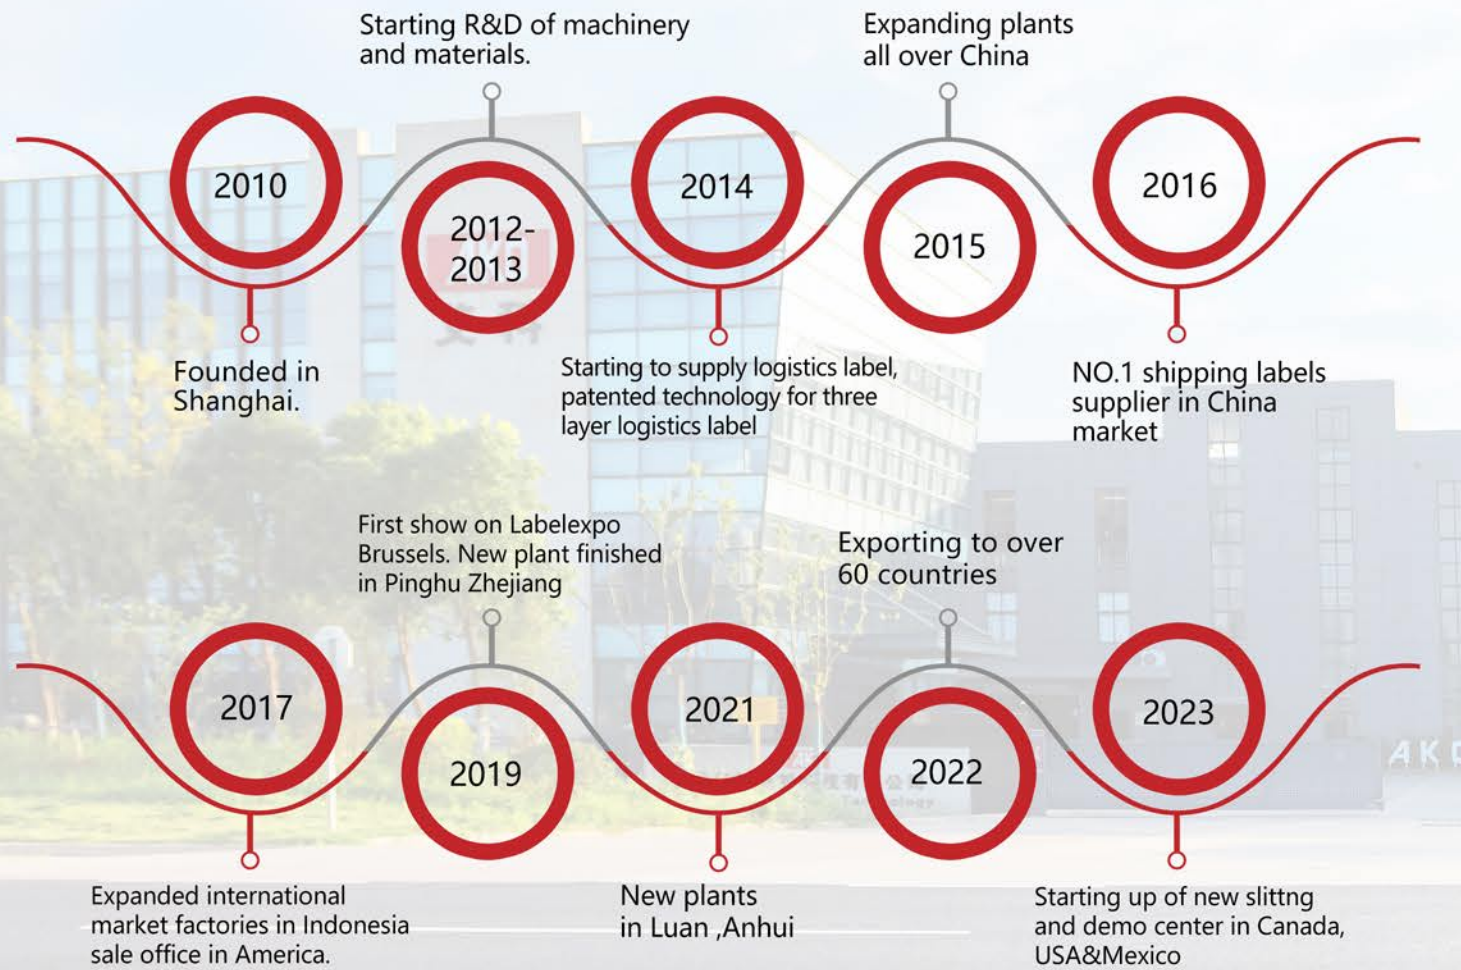 Starting R&D of machinery
and materials.
Expanding plants
all over China
2010
2012-
2013
2014
2015
2016
Founded in
Shanghai.
Starting to supply logistics label,
patented technology for three
layer logistics label
NO.1 shipping labels
supplier in China
market
First show on Labelexpo
Brussels. New plant finished
in Pinghu Zhejiang
Exporting to over
60 countries
2017
2019
2021
2022
2023
Expanded international
market factories in Indonesia
sale office in America.
New plants
in Luan ,Anhui
Starting up of new slittng
and demo center in Canada,
USA&Mexico